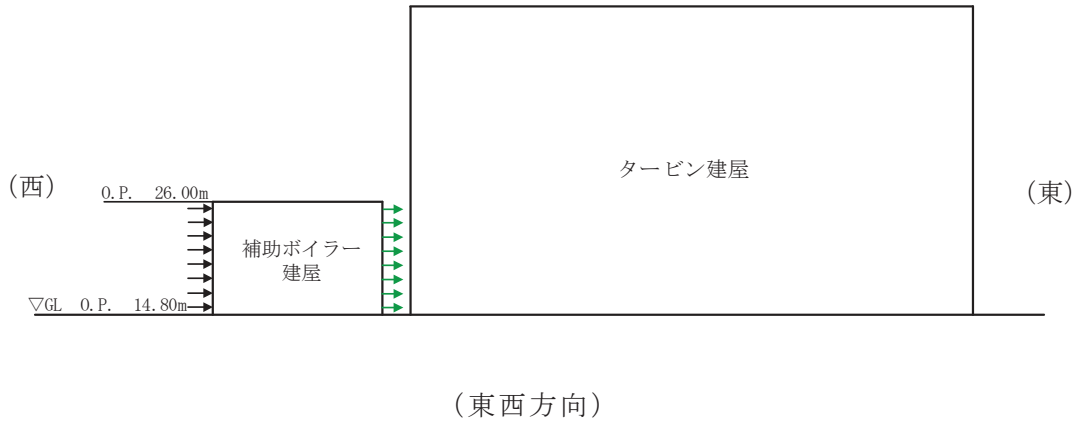 タービン建屋
（西）
（東）
O.P. 26.00m
補助ボイラー
建屋
▽GL O.P. 14.80m
（東西方向）